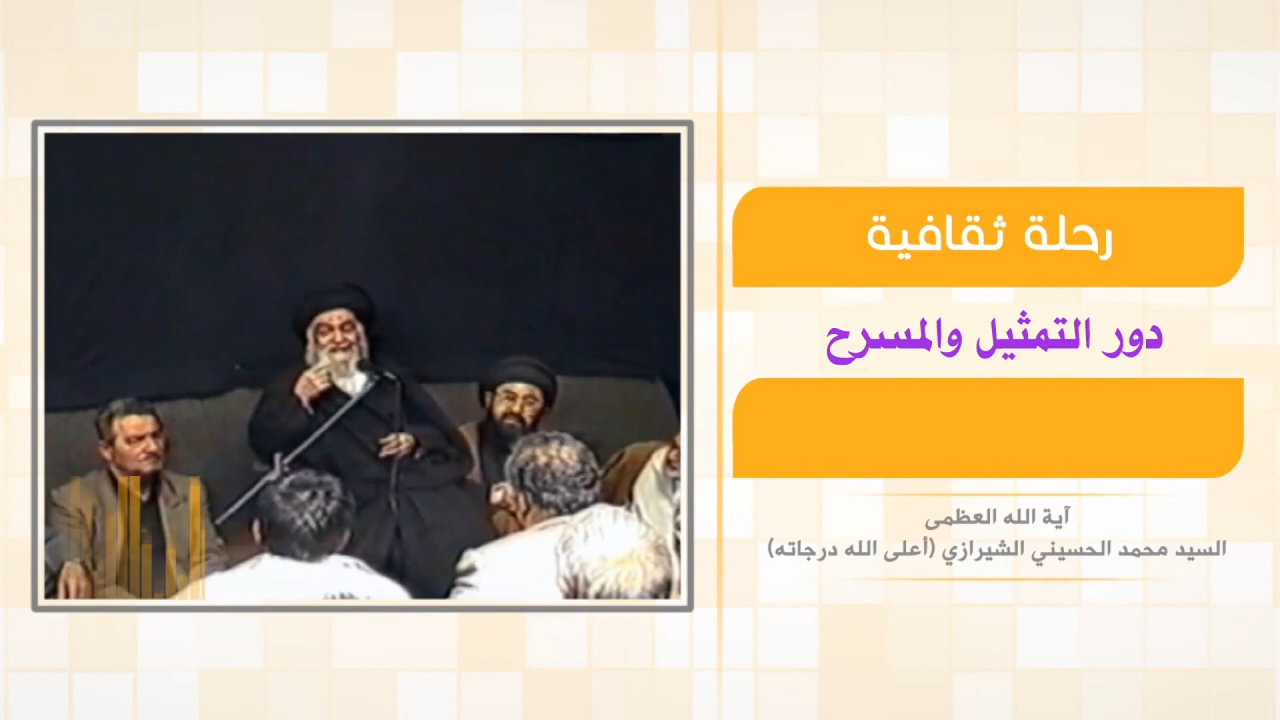 رحلة ثقافية
دور التمثيل والمسرح
آية الله العظمى
السيد محمد الحسيني الشيرازي (أعلى الله درجاته)